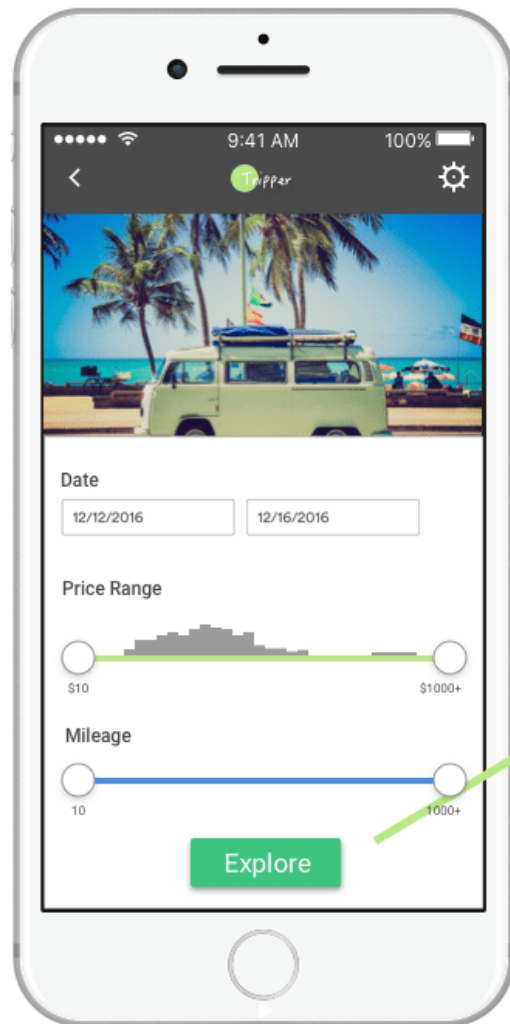 9:41 AM 100%
Tripper
Date
12/12/2016 12/16/2016
Price Range
$10 $1000+
Mileage
10 1000+
Explore